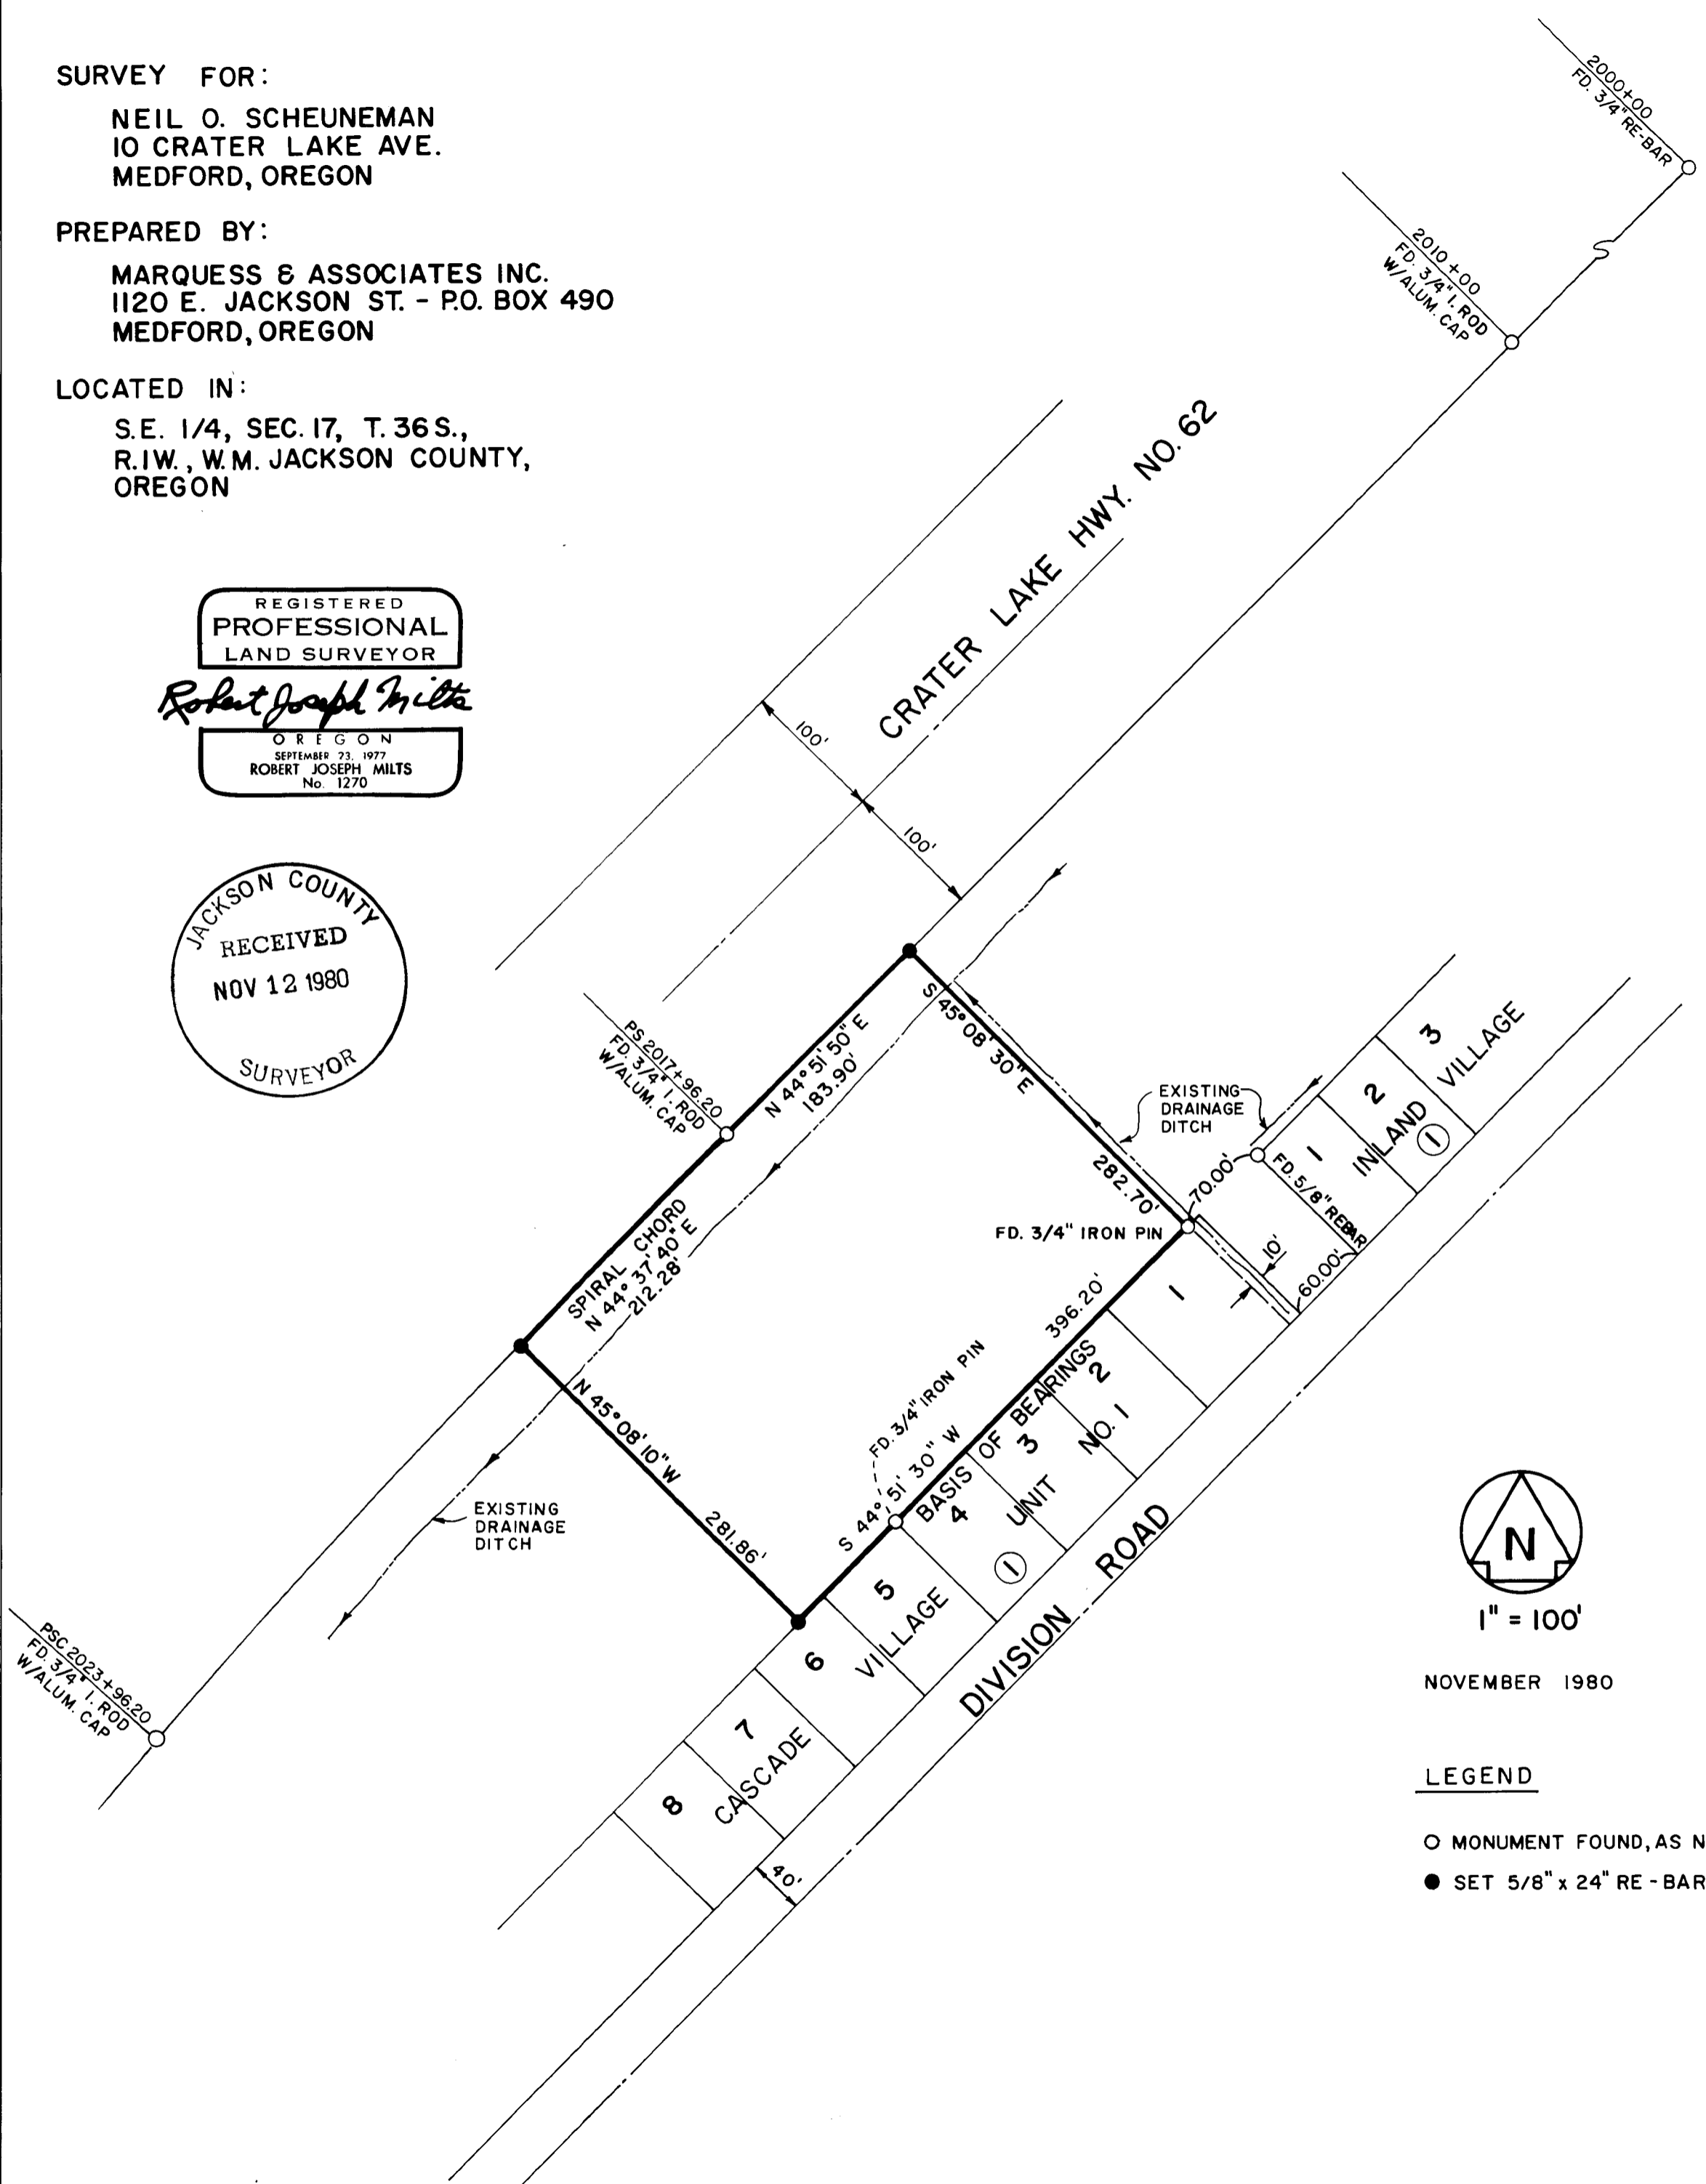 SURVEY FOR:
NEIL O. SCHEUNEMAN
10 CRATER LAKE AVE.
MEDFORD, OREGON
PREPARED BY:
MARQUESS & ASSOCIATES INC.
1120 E. JACKSON ST. - P.O. BOX 490
MEDFORD, OREGON
LOCATED IN:
S.E. 1/4, SEC. 17, T. 36 S.,
R.1W., W.M. JACKSON COUNTY,
OREGON
REGISTERED
PROFESSIONAL
LAND SURVEYOR
Robert Joseph Milts
OREGON
SEPTEMBER 23, 1977
ROBERT JOSEPH MILTS
No. 1270
JACKSON COUNTY
RECEIVED
NOV 12 1980
SURVEYOR
2000+00
FD. 3/4" RE-BAR
2010+00
FD. 3/4" I. ROD
W/ALUM. CAP
CRATER LAKE HWY. NO. 62
100'
100'
PS 2017+96.20
FD. 3/4" I. ROD
W/ALUM. CAP
N 44° 51' 50" E
183.90'
S 45° 08' 30" E
282.70'
EXISTING
DRAINAGE
DITCH
3
2
1
INLAND VILLAGE
1
70.00'
FD. 5/8" REBAR
60.00'
10'
FD. 3/4" IRON PIN
SPIRAL CHORD
N 44° 37' 40" E
212.28'
396.20'
S 44° 51' 30" W
BASIS OF BEARINGS
FD. 3/4" IRON PIN
N 45° 08' 10" W
281.86'
EXISTING
DRAINAGE
DITCH
1
2
3
4
5
6
7
8
CASCADE VILLAGE UNIT NO. 1
1
DIVISION ROAD
40'
PSC 2023+96.20
FD. 3/4" I. ROD
W/ALUM. CAP
N
1" = 100'
NOVEMBER 1980
LEGEND
MONUMENT FOUND, AS N
SET 5/8" x 24" RE-BAR